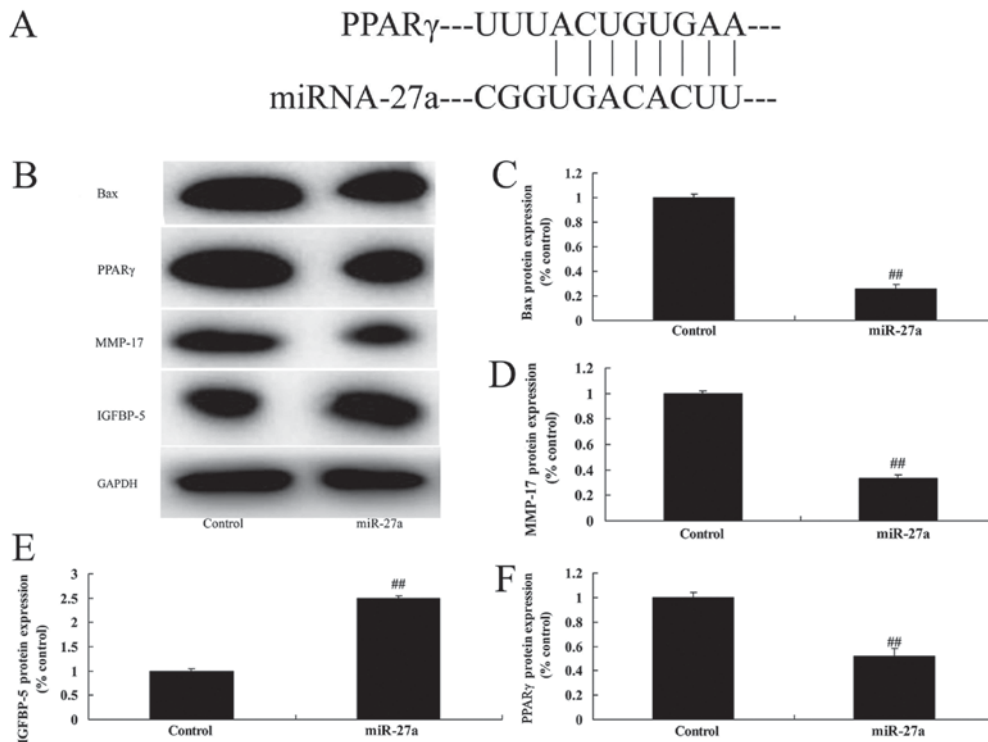 A
PPARγ---UUUACUGUGAA---
miRNA-27a---CGGUGACACUU---
B
Bax
PPARγ
MMP-17
IGFBP-5
GAPDH
Control miR-27a
C
Bax protein expression
(% control)
1.2
1
0.8
0.6
0.4
0.2
0
##
Control miR-27a
D
MMP-17 protein expression
(% control)
1.2
1
0.8
0.6
0.4
0.2
0
##
Control miR-27a
E
IGFBP-5 protein expression
(% control)
3
2.5
2
1.5
1
0.5
0
##
Control miR-27a
F
PPARγ protein expression
(% control)
1.2
1
0.8
0.6
0.4
0.2
0
##
Control miR-27a